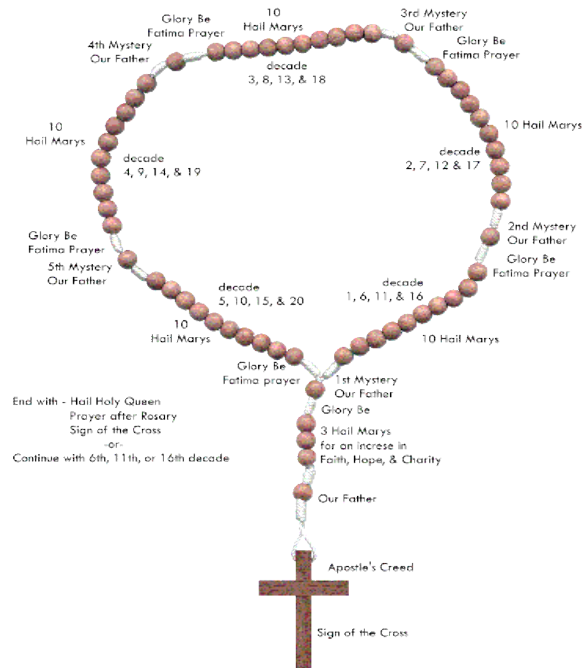 10
Hail Marys
Glory Be
Fatima Prayer
3rd Mystery
Our Father
4th Mystery
Our Father
Glory Be
Fatima Prayer
decade
3, 8, 13, & 18
10
Hail Marys
10 Hail Marys
decade
4, 9, 14, & 19
decade
2, 7, 12 & 17
Glory Be
Fatima Prayer
2nd Mystery
Our Father
5th Mystery
Our Father
Glory Be
Fatima Prayer
decade
5, 10, 15, & 20
decade
1, 6, 11, & 16
10
Hail Marys
10 Hail Marys
Glory Be
Fatima prayer
1st Mystery
Our Father
End with - Hail Holy Queen
Prayer after Rosary
Sign of the Cross
-or-
Continue with 6th, 11th, or 16th decade
Glory Be
3 Hail Marys
for an increse in
Faith, Hope, & Charity
Our Father
Apostle's Creed
Sign of the Cross